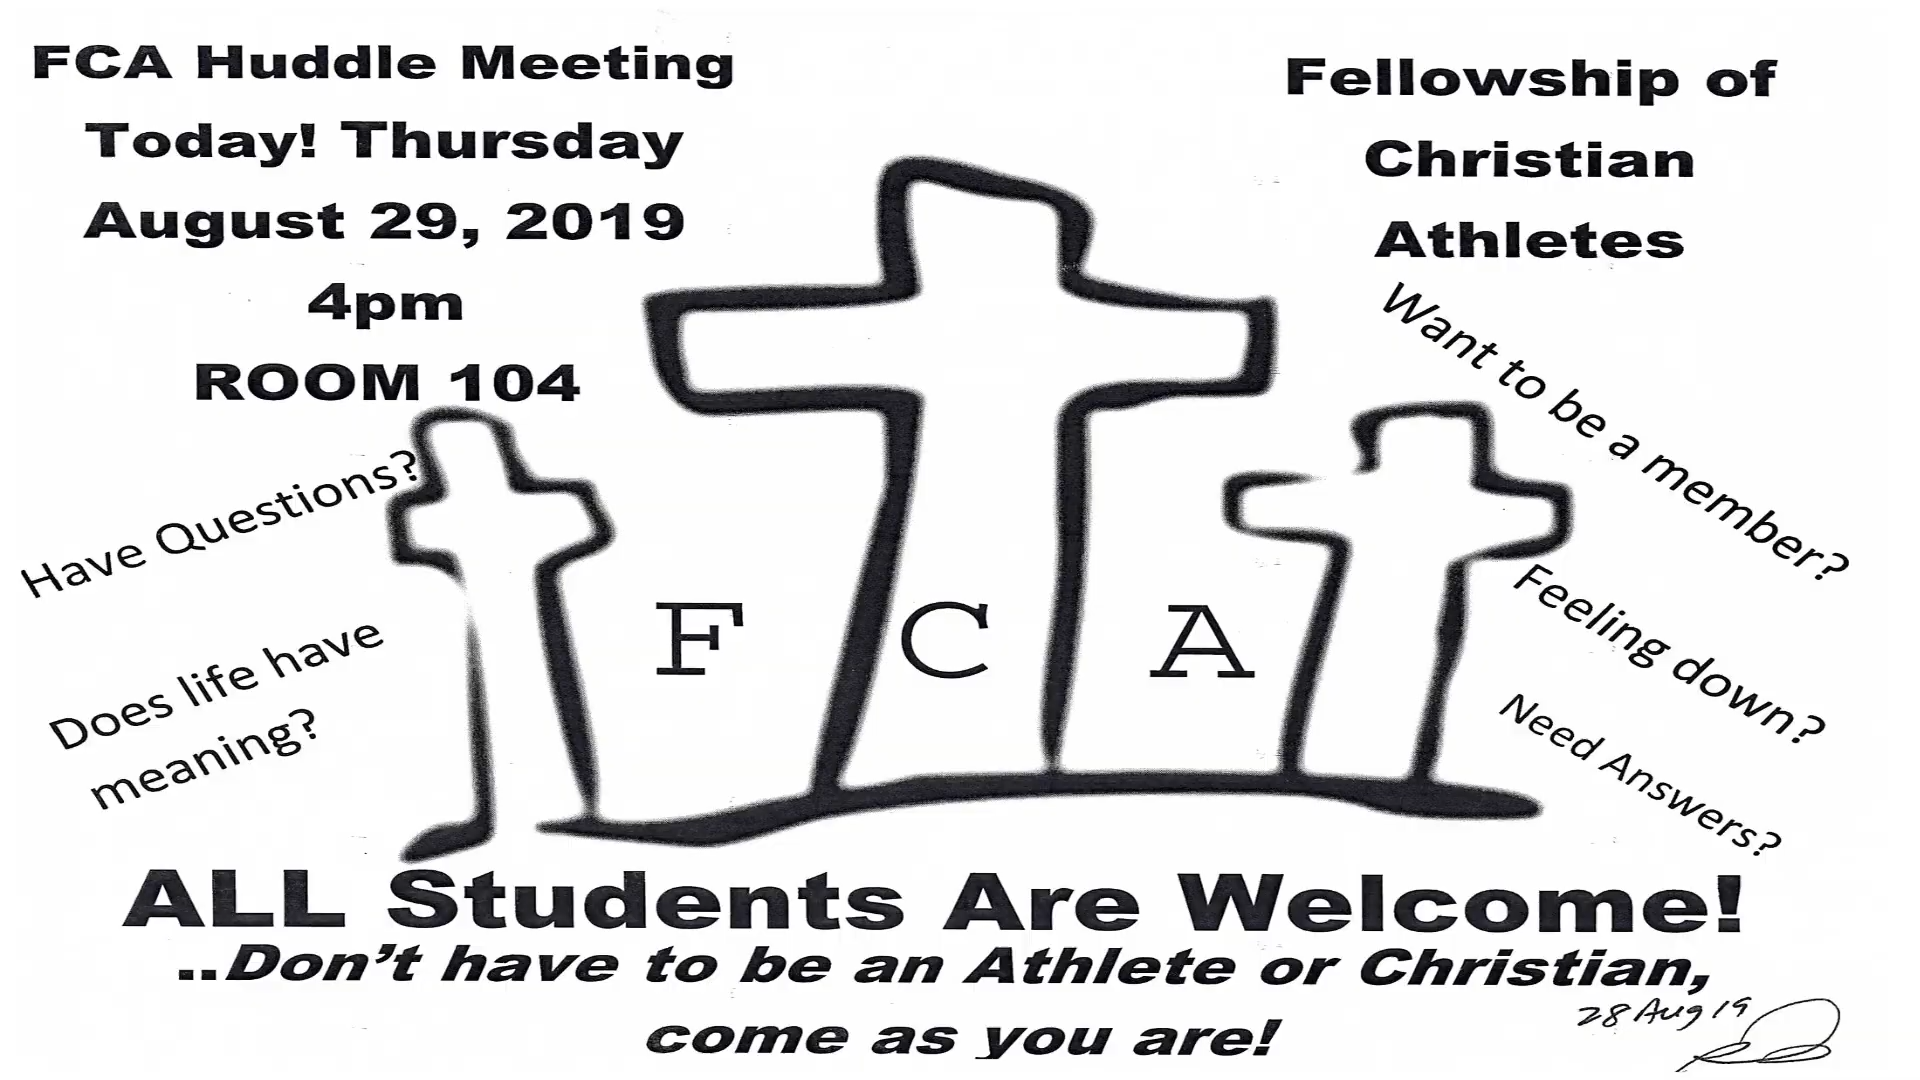 FCA Huddle Meeting
Today! Thursday
August 29, 2019
4pm
ROOM 104
Fellowship of
Christian
Athletes
Want to be a member?
Have Questions?
Feeling down?
Does life have
meaning?
Need Answers?
F C A
ALL Students Are Welcome!
..Don't have to be an Athlete or Christian,
come as you are!
28 Aug 19